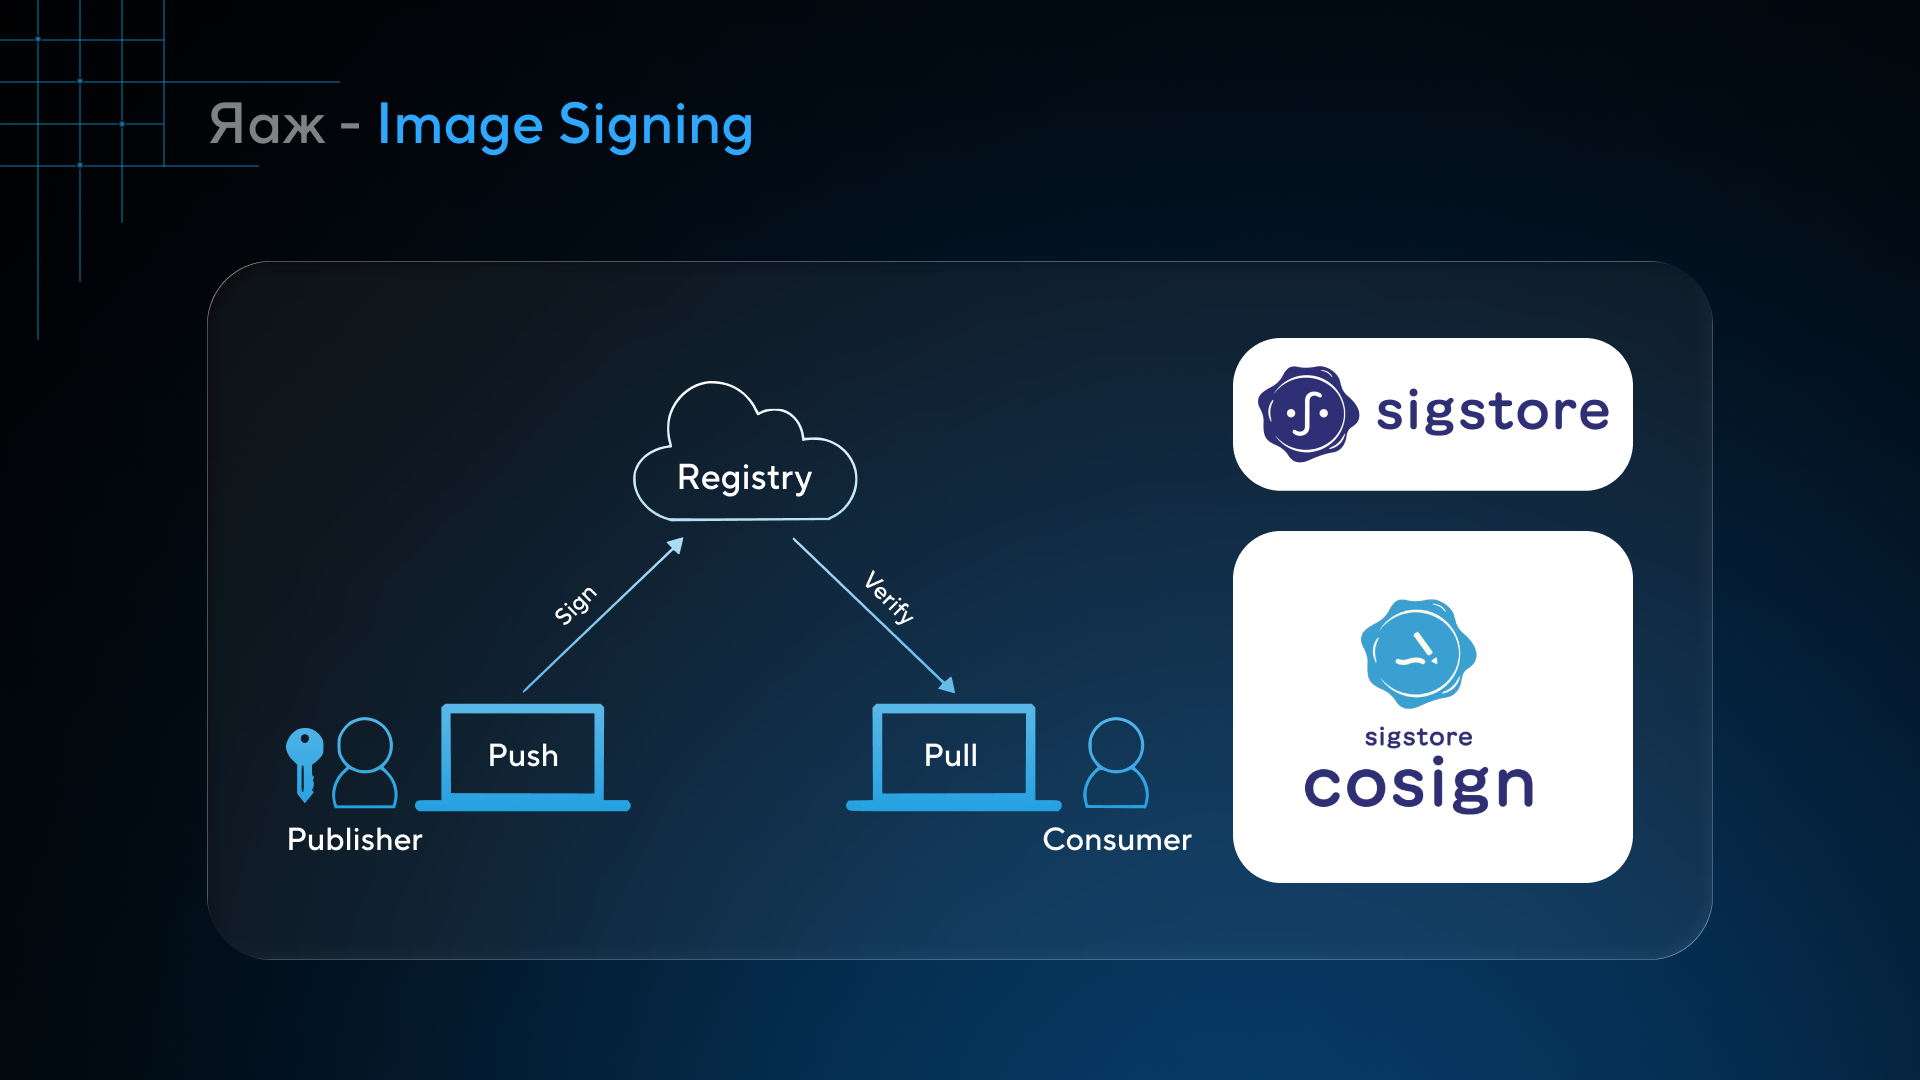 Яаж - Image Signing
Registry
Sign
Verify
Push
Pull
Publisher
Consumer
sigstore
sigstore
cosign